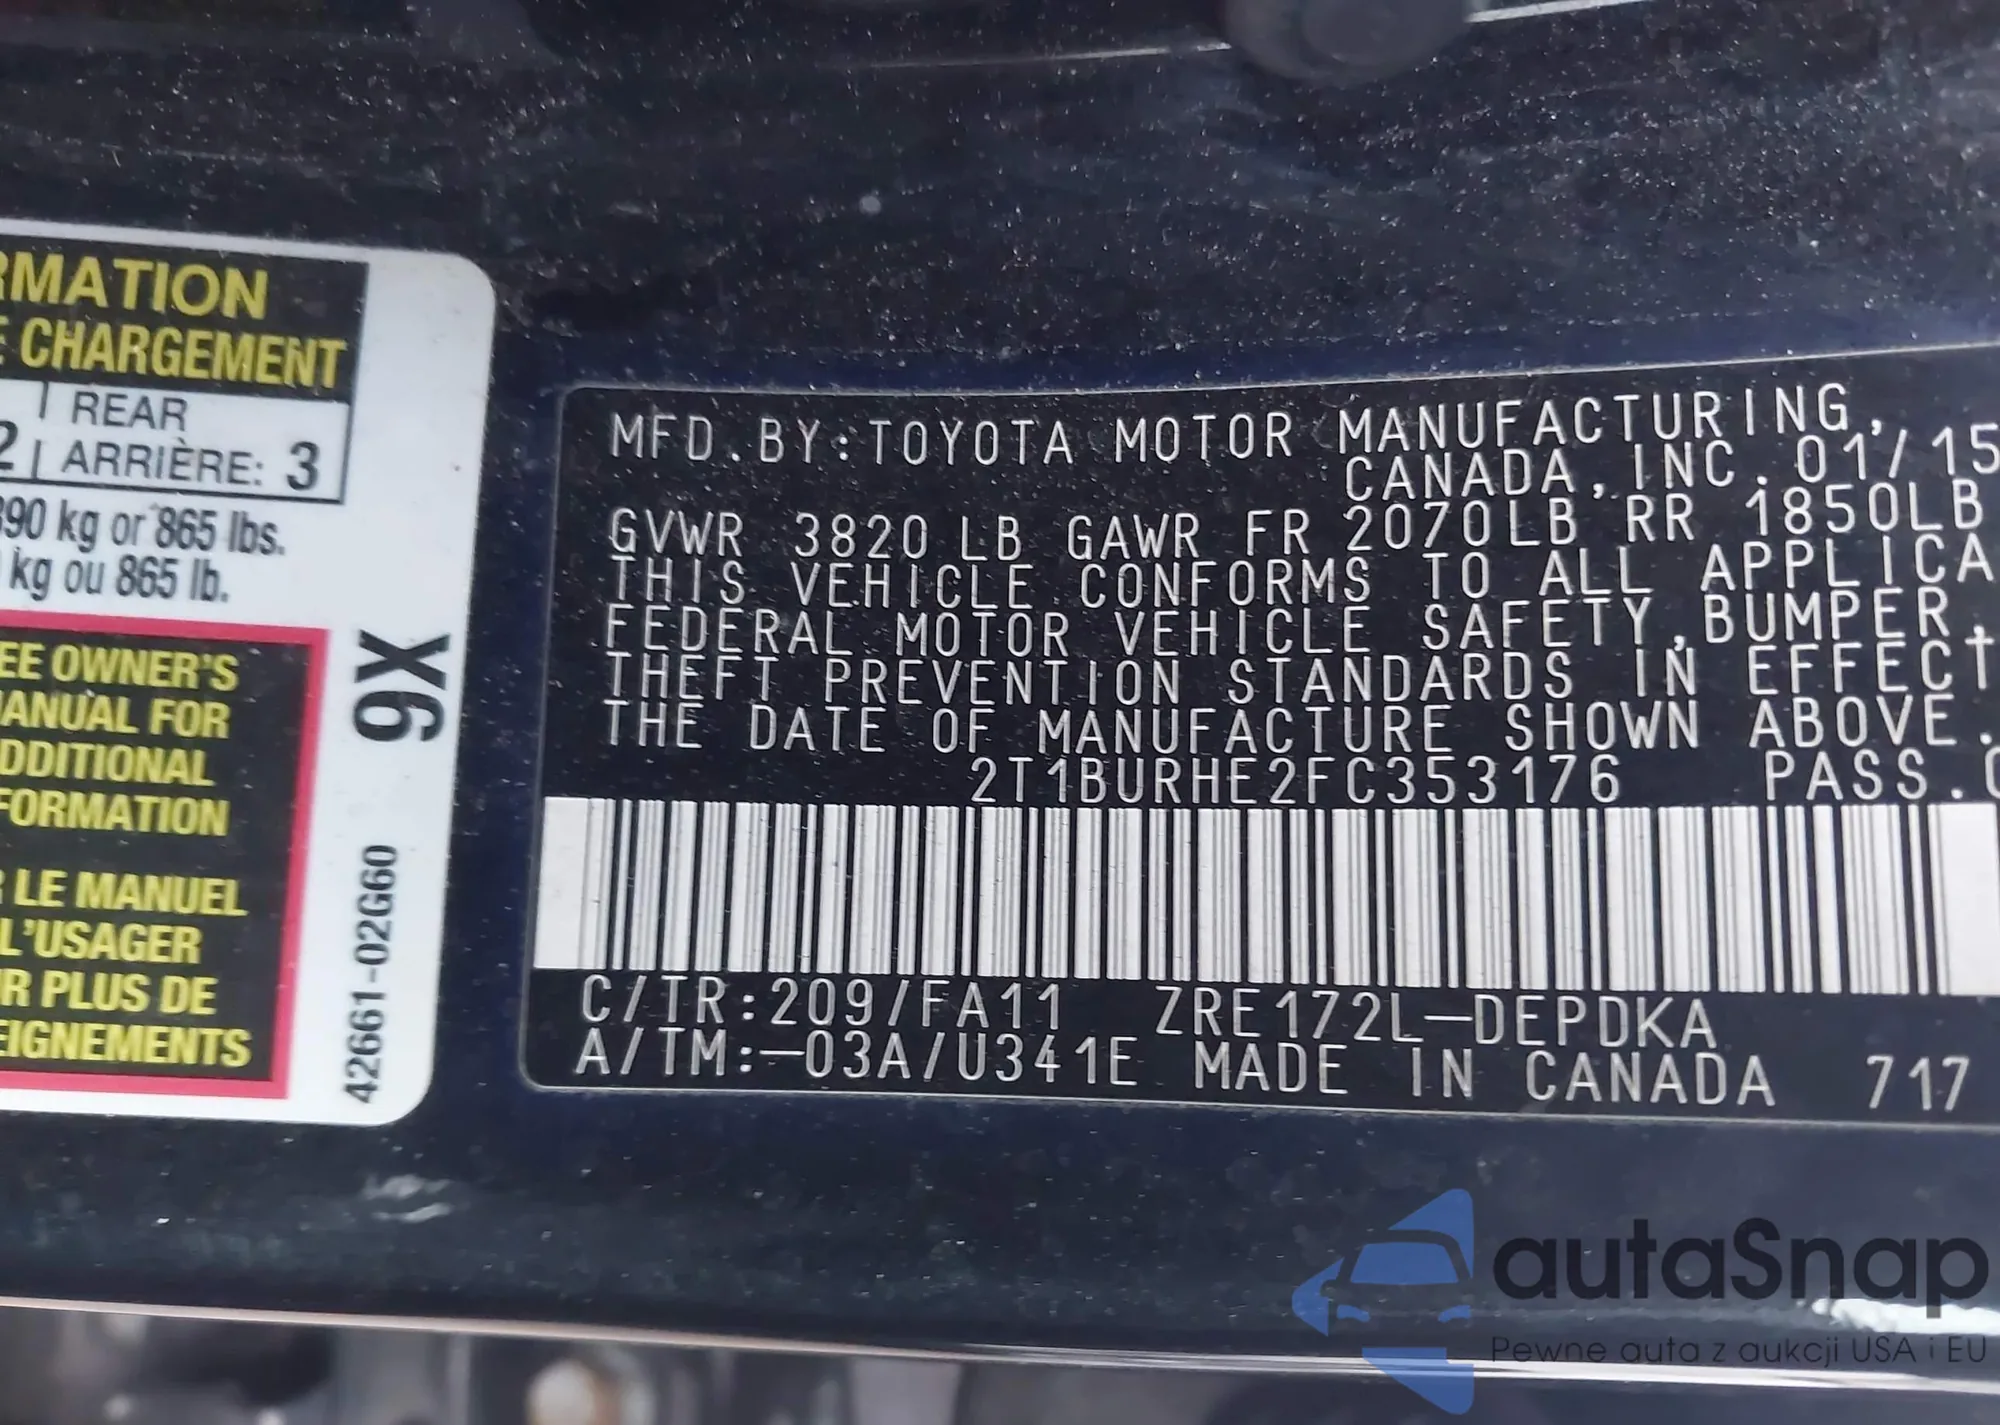 RMATION
E CHARGEMENT
2 REAR
ARRIÈRE: 3
390 kg or 865 lbs.
kg ou 865 lb.
EE OWNER'S
MANUAL FOR
ADDITIONAL
FORMATION
R LE MANUEL
L'USAGER
UR PLUS DE
EIGNEMENTS
9X
42661-02G60
MFD.BY:TOYOTA MOTOR MANUFACTURING,
CANADA,INC.01/15
GVWR 3820 LB GAWR FR 2070LB RR 1850LB
THIS VEHICLE CONFORMS TO ALL APPLICA
FEDERAL MOTOR VEHICLE SAFETY,BUMPER,
THEFT PREVENTION STANDARDS IN EFFECT
THE DATE OF MANUFACTURE SHOWN ABOVE.
2T1BURHE2FC353176 PASS.C
C/TR:209/FA11 ZRE172L-DEPDKA
A/TM:-03A/U341E MADE IN CANADA 717
autaSnap
Pewne auta z aukcji USA i EU